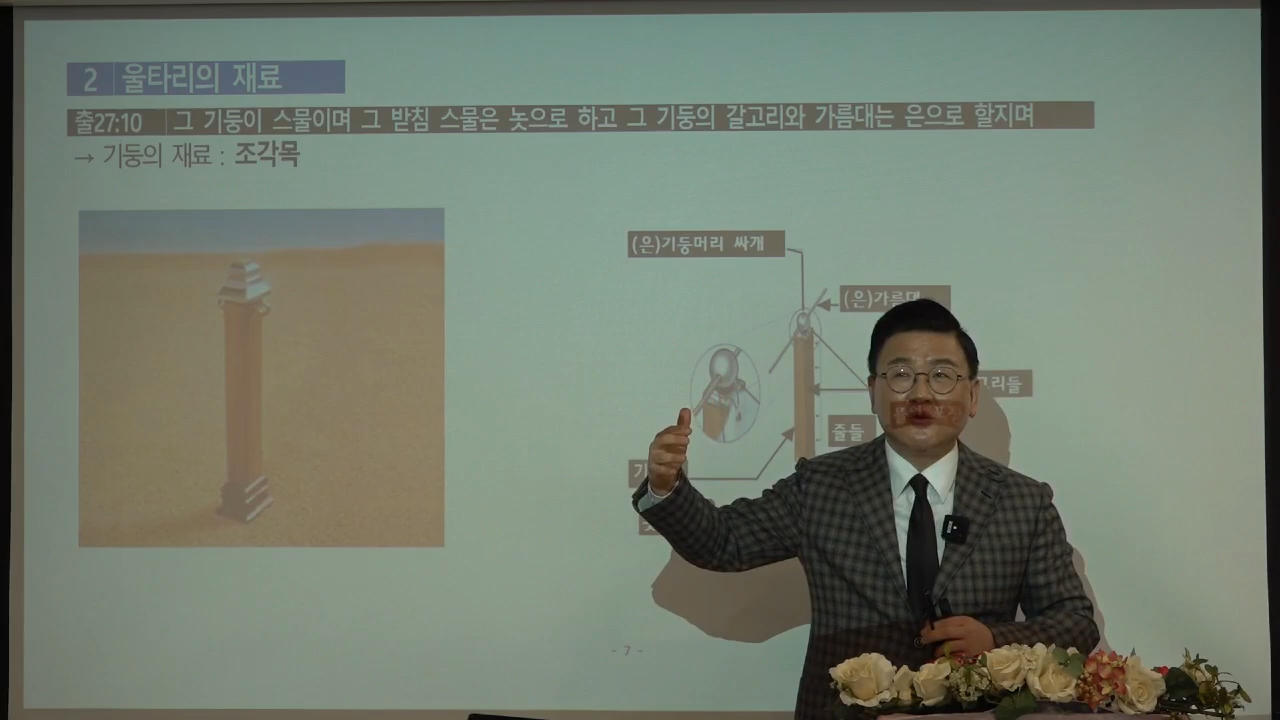 2 울타리의 재료
출27:10 그 기둥이 스물이며 그 받침 스물은 놋으로 하고 그 기둥의 갈고리와 가름대는 은으로 할지며
→ 기둥의 재료 : 조각목
(은)기둥머리 싸개
(은)가름대
줄들
- 7 -